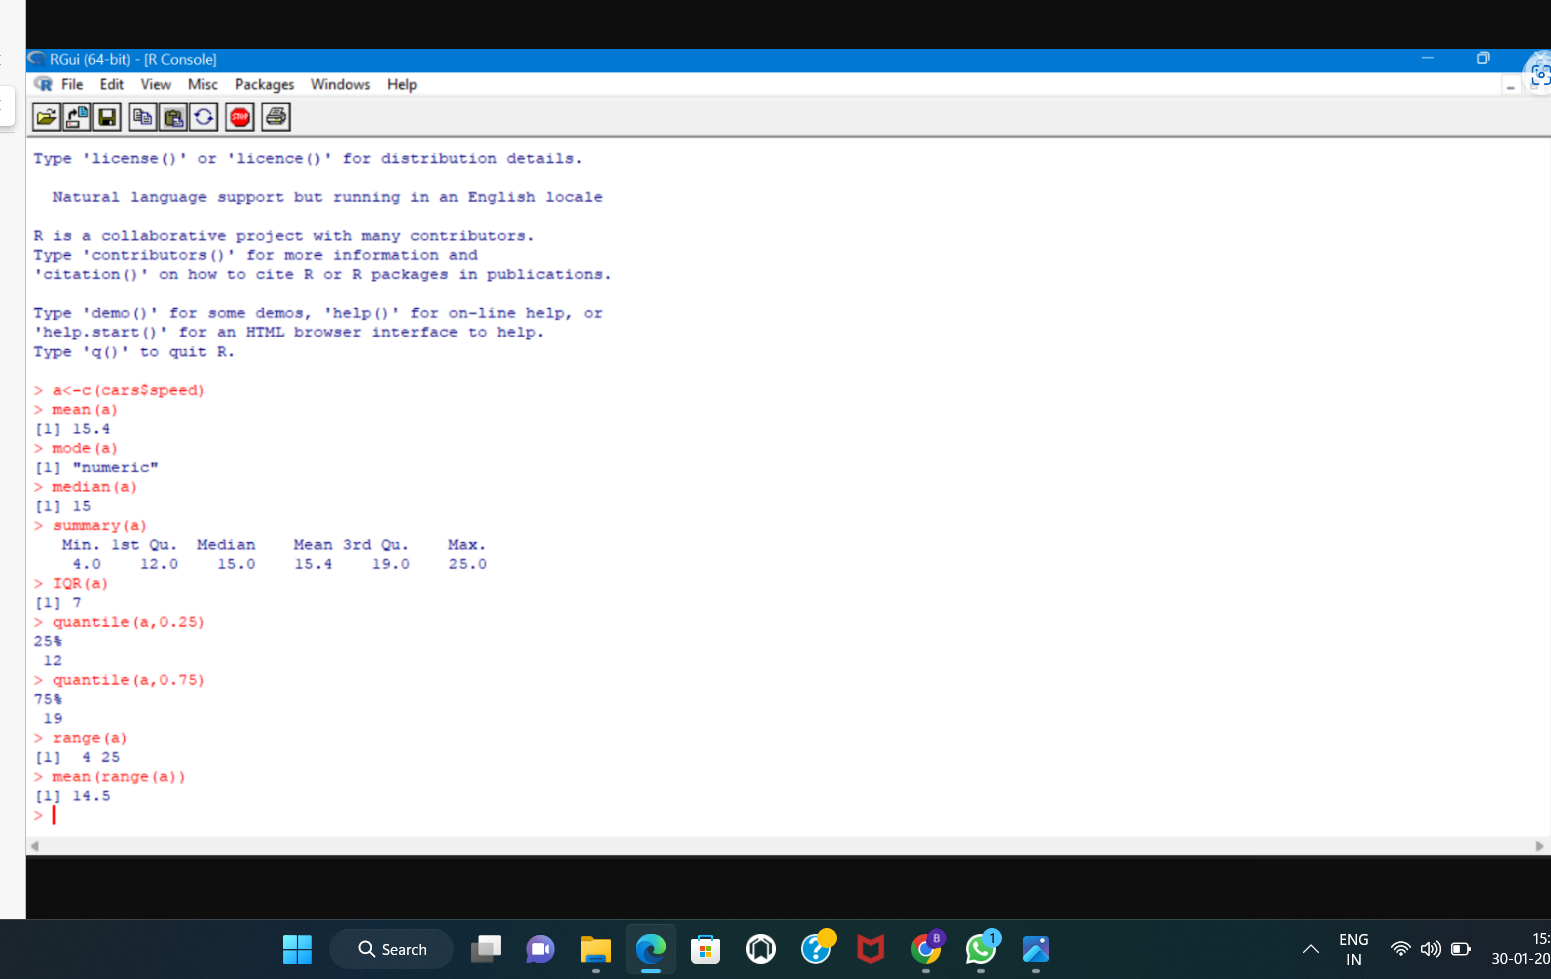 RGui (64-bit) - [R Console]
File Edit View Misc Packages Windows Help
STOP
Type 'license()' or 'licence()' for distribution details.
Natural language support but running in an English locale
R is a collaborative project with many contributors.
Type 'contributors()' for more information and
'citation()' on how to cite R or R packages in publications.
Type 'demo()' for some demos, 'help()' for on-line help, or
'help.start()' for an HTML browser interface to help.
Type 'q()' to quit R.
> a<-c(cars$speed)
> mean(a)
[1] 15.4
> mode(a)
[1] "numeric"
> median(a)
[1] 15
> summary(a)
Min. 1st Qu. Median Mean 3rd Qu. Max.
4.0 12.0 15.0 15.4 19.0 25.0
> IQR(a)
[1] 7
> quantile(a,0.25)
25%
12
> quantile(a,0.75)
75%
19
> range(a)
[1] 4 25
> mean(range(a))
[1] 14.5
>
Search
B
1
ENG
IN
15:
30-01-20